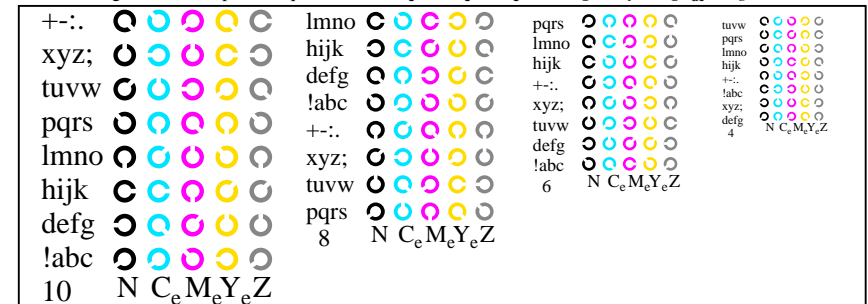 +-:.
xyz;
tuvw
pqrs
lmno
hijk
defg
!abc
10 N CeMeYeZ
lmno
hijk
defg
!abc
+-:.
xyz;
tuvw
pqrs
8 N CeMeYeZ
pqrs
lmno
hijk
+-:.
xyz;
tuvw
defg
!abc
6 N CeMeYeZ
tuvw
pqrs
lmno
hijk
+-:.
!abc
xyz;
defg
4 N CeMeYeZ